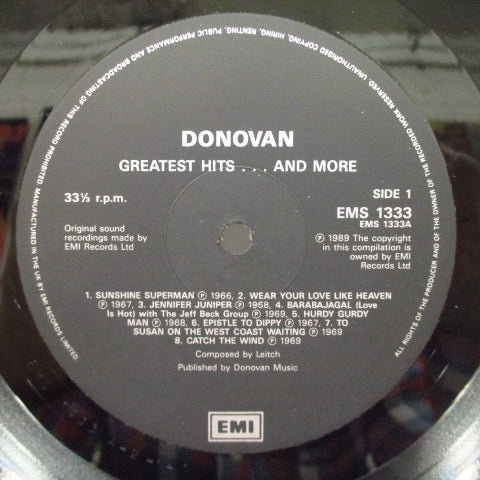 UNAUTHORISED COPYING, HIRING, RENTING, PUBLIC PERFORMANCE AND BROADCASTING OF THIS RECORD PROHIBITED. MANUFACTURED IN THE UK BY EMI RECORDS LIMITED
ALL RIGHTS OF THE PRODUCER AND OF THE OWNER OF THE RECORDED WORK RESERVED.
DONOVAN
GREATEST HITS . . . AND MORE
33⅓ r.p.m.
SIDE 1
EMS 1333
EMS 1333A
Original sound
recordings made by
EMI Records Ltd
℗ 1989 The copyright
in this compilation is
owned by EMI
Records Ltd
1. SUNSHINE SUPERMAN ℗ 1966, 2. WEAR YOUR LOVE LIKE HEAVEN
℗ 1967, 3. JENNIFER JUNIPER ℗ 1968, 4. BARABAJAGAL (Love
Is Hot) with The Jeff Beck Group ℗ 1969, 5. HURDY GURDY
MAN ℗ 1968, 6. EPISTLE TO DIPPY ℗ 1967, 7. TO
SUSAN ON THE WEST COAST WAITING ℗ 1969
8. CATCH THE WIND ℗ 1969
Composed by Leitch
Published by Donovan Music
EMI